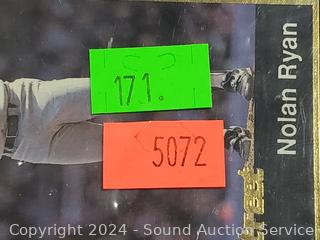 171.
5072
Nolan Ryan
Copyright 2024 - Sound Auction Service